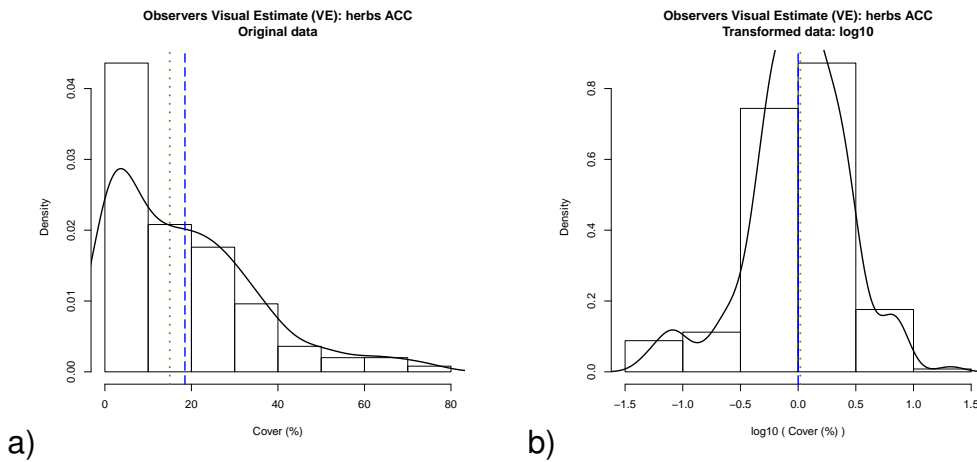 Observers Visual Estimate (VE): herbs ACC
Original data
Density
0.00
0.01
0.02
0.03
0.04
0 20 40 60 80
Cover (%)
a)
Observers Visual Estimate (VE): herbs ACC
Transformed data: log10
Density
0.0
0.2
0.4
0.6
0.8
−1.5 −1.0 −0.5 0.0 0.5 1.0 1.5
log10 ( Cover (%) )
b)